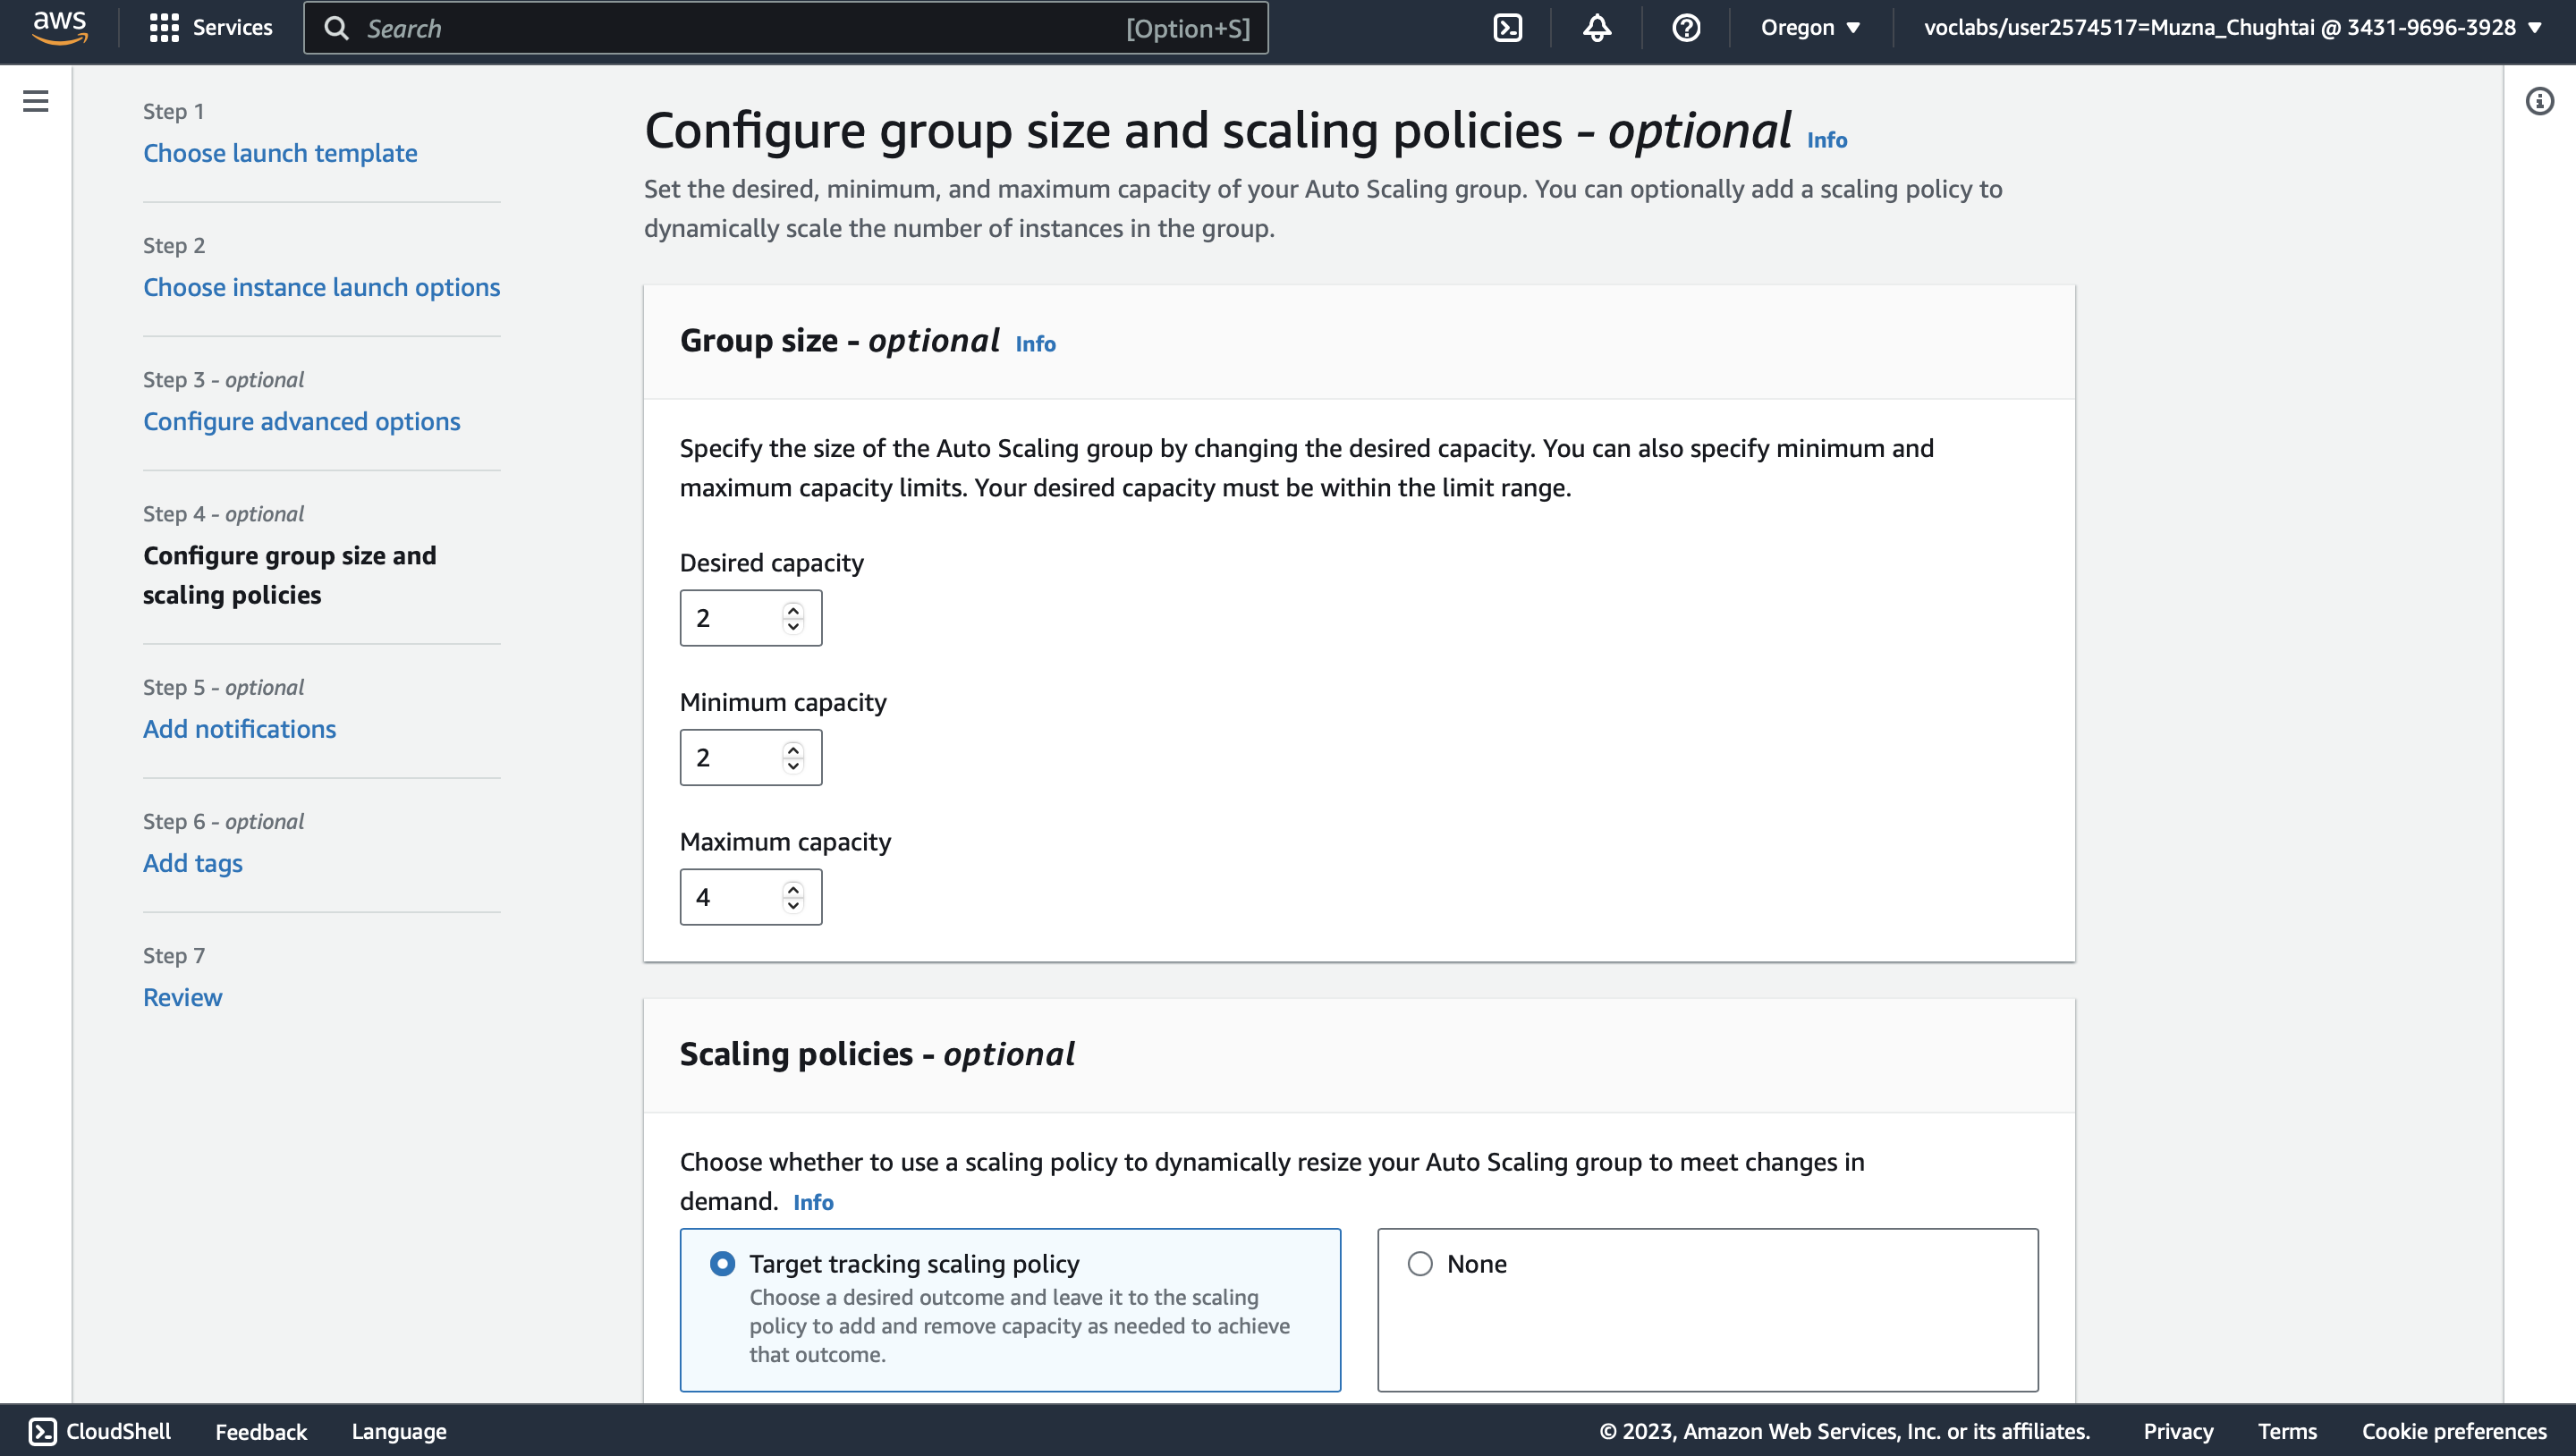 aws
Services
Search
[Option+S]
Oregon
voclabs/user2574517=Muzna_Chughtai @ 3431-9696-3928
Step 1
Choose launch template
Step 2
Choose instance launch options
Step 3 - optional
Configure advanced options
Step 4 - optional
Configure group size and
scaling policies
Step 5 - optional
Add notifications
Step 6 - optional
Add tags
Step 7
Review
Configure group size and scaling policies - optional Info
Set the desired, minimum, and maximum capacity of your Auto Scaling group. You can optionally add a scaling policy to
dynamically scale the number of instances in the group.
Group size - optional Info
Specify the size of the Auto Scaling group by changing the desired capacity. You can also specify minimum and
maximum capacity limits. Your desired capacity must be within the limit range.
Desired capacity
2
Minimum capacity
2
Maximum capacity
4
Scaling policies - optional
Choose whether to use a scaling policy to dynamically resize your Auto Scaling group to meet changes in
demand. Info
Target tracking scaling policy
Choose a desired outcome and leave it to the scaling
policy to add and remove capacity as needed to achieve
that outcome.
None
CloudShell
Feedback
Language
© 2023, Amazon Web Services, Inc. or its affiliates.
Privacy
Terms
Cookie preferences